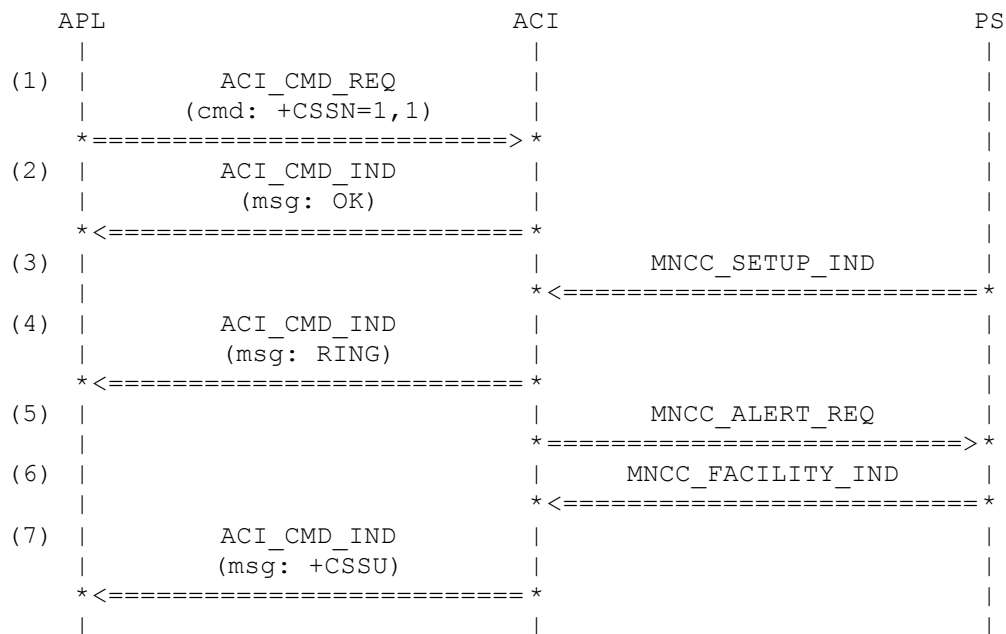 APL ACI PS
| | |
(1) | ACI_CMD_REQ | |
| (cmd: +CSSN=1,1) | |
*==========================>* |
(2) | ACI_CMD_IND | |
| (msg: OK) | |
*<==========================* |
(3) | | MNCC_SETUP_IND |
| *<==========================*
(4) | ACI_CMD_IND | |
| (msg: RING) | |
*<==========================* |
(5) | | MNCC_ALERT_REQ |
| *==========================>*
(6) | | MNCC_FACILITY_IND |
| *<==========================*
(7) | ACI_CMD_IND | |
| (msg: +CSSU) | |
*<==========================* |
| | |